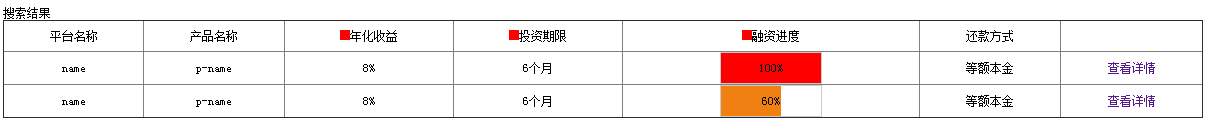 搜索结果
平台名称 产品名称 年化收益 投资期限 融资进度 还款方式
name p-name 8% 6个月 100% 等额本金 查看详情
name p-name 8% 6个月 60% 等额本金 查看详情